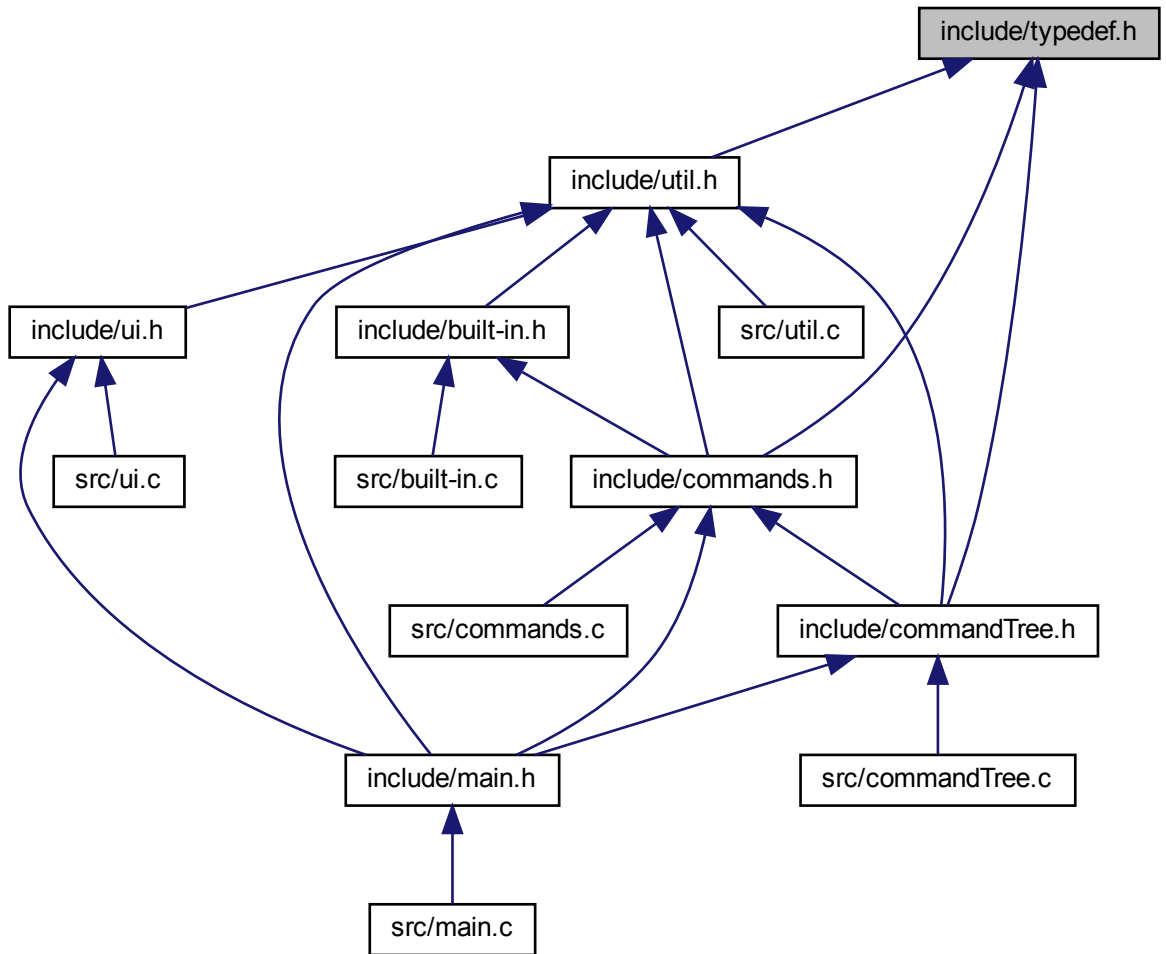 include/typedef.h
include/util.h
include/ui.h
include/built-in.h
src/util.c
src/ui.c
src/built-in.c
include/commands.h
src/commands.c
include/commandTree.h
include/main.h
src/commandTree.c
src/main.c